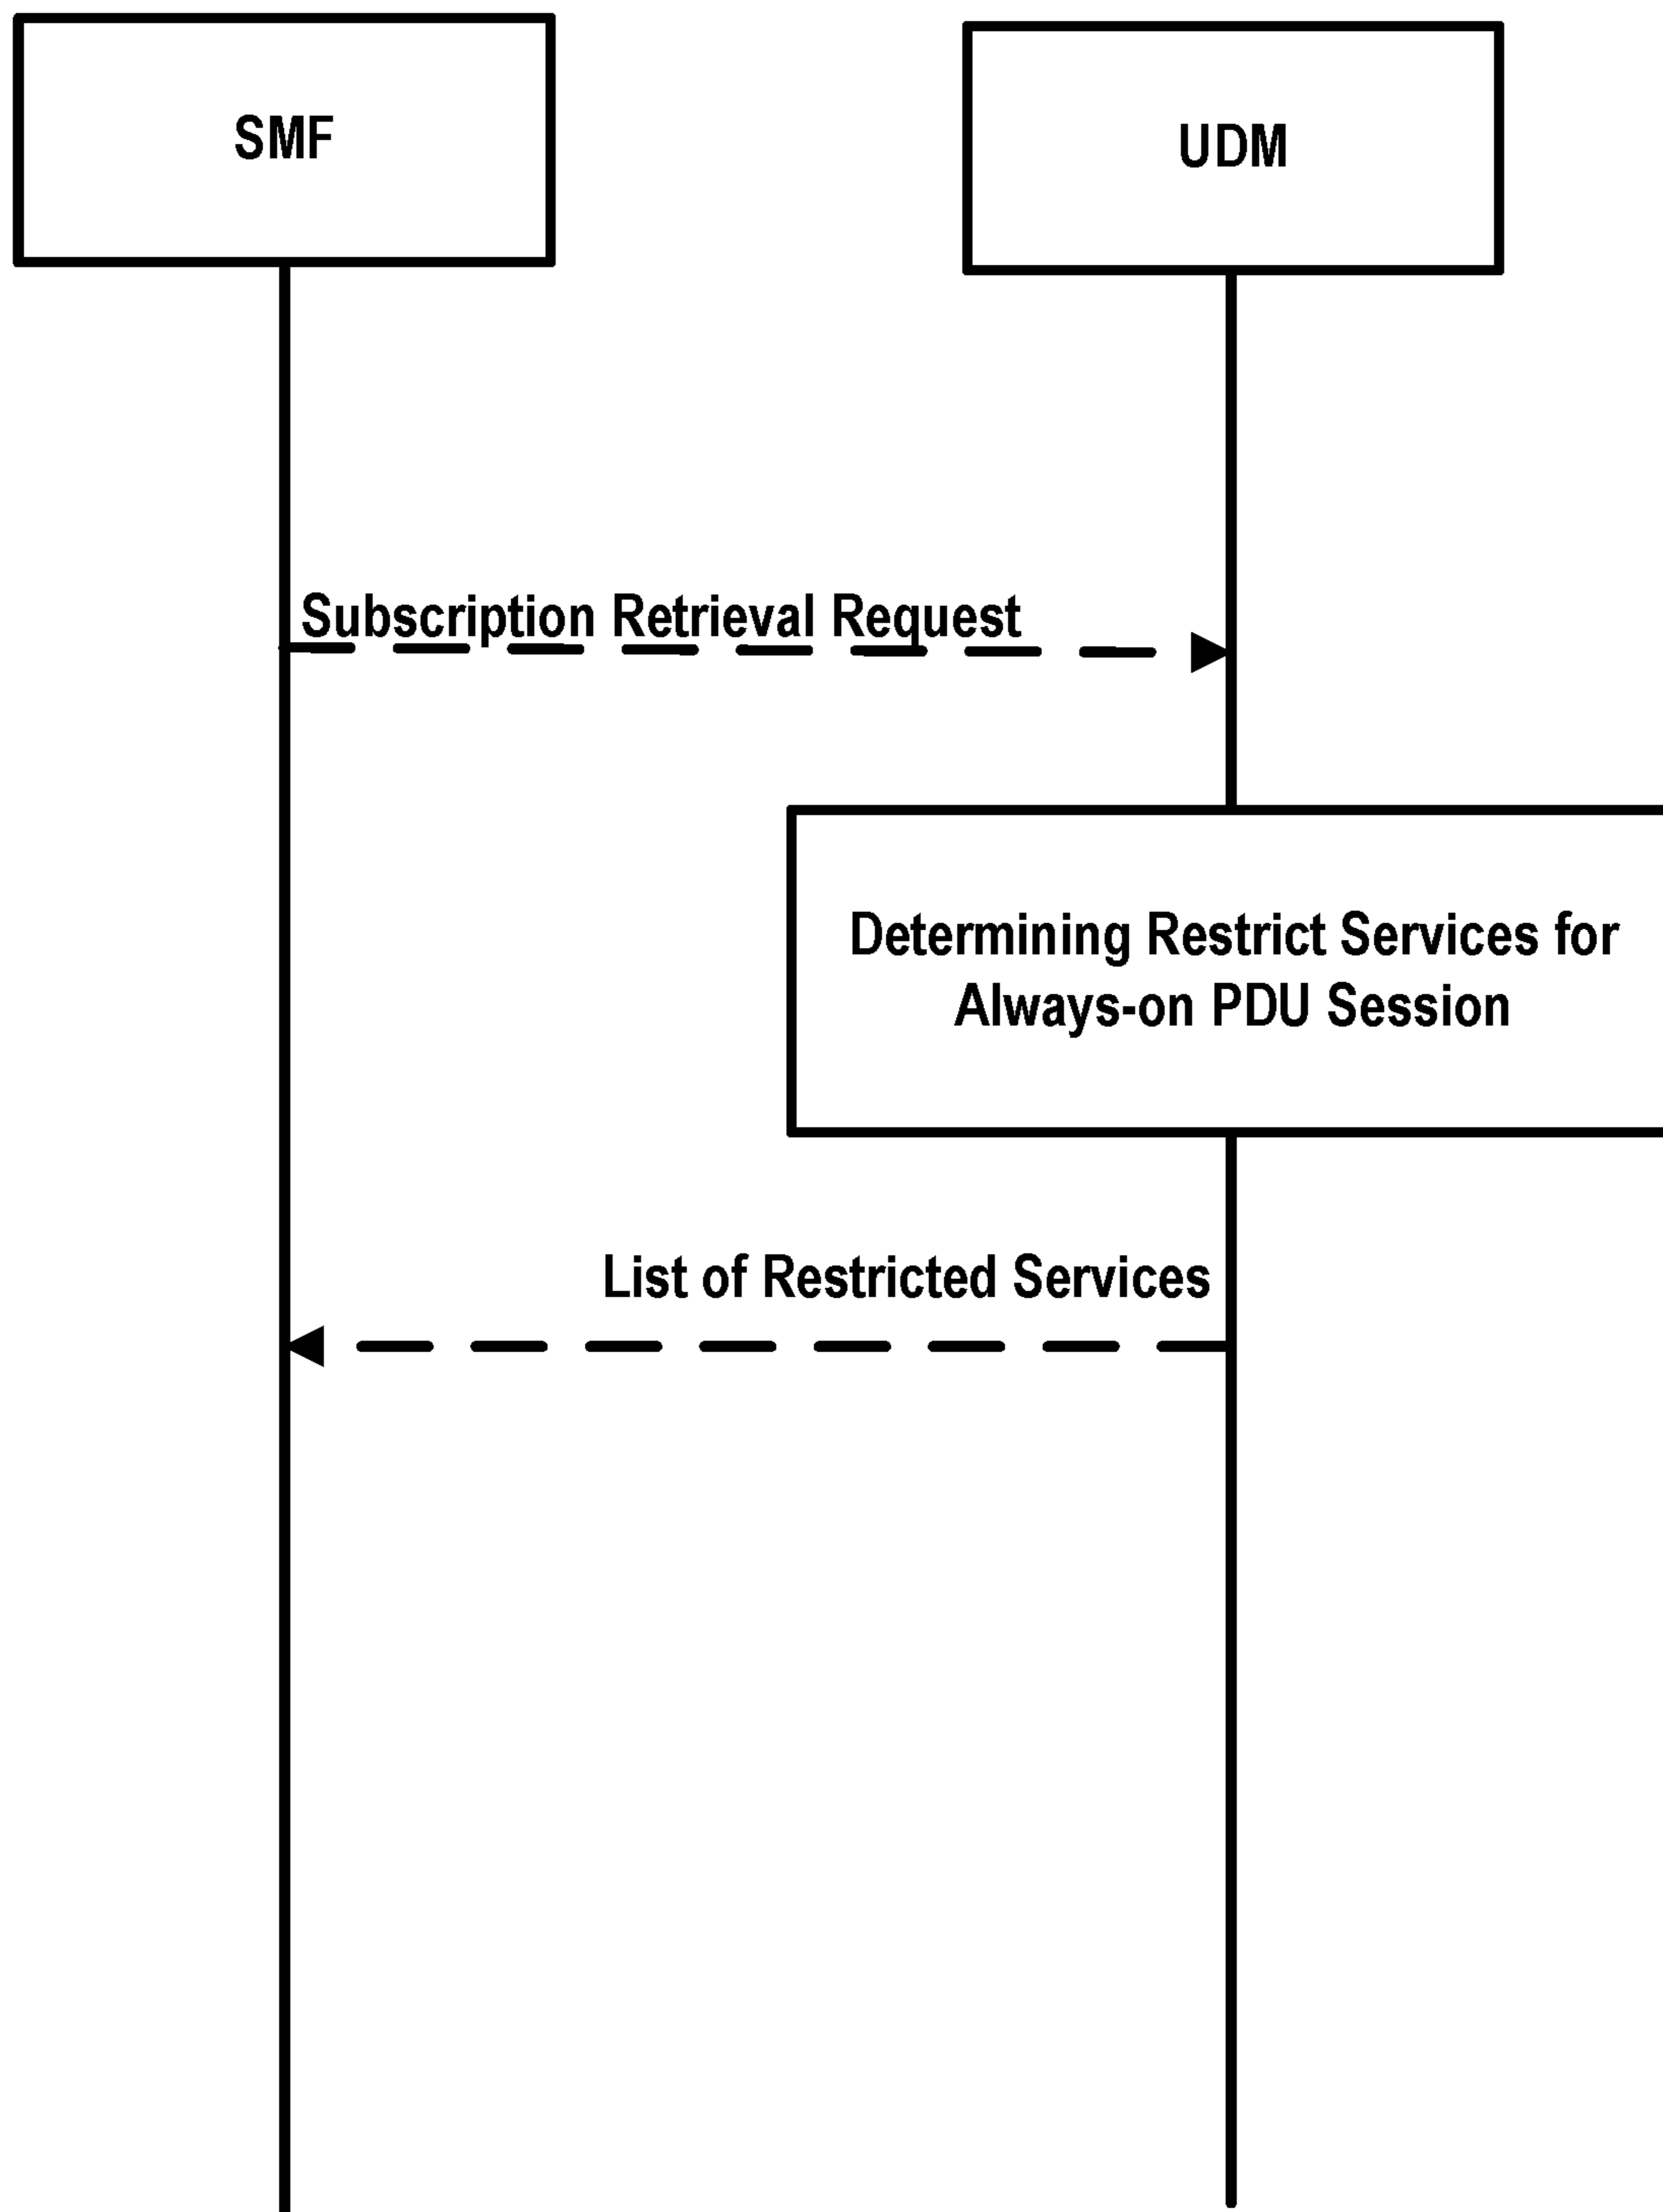 SMF
UDM
Subscription Retrieval Request
Determining Restrict Services for
Always-on PDU Session
List of Restricted Services